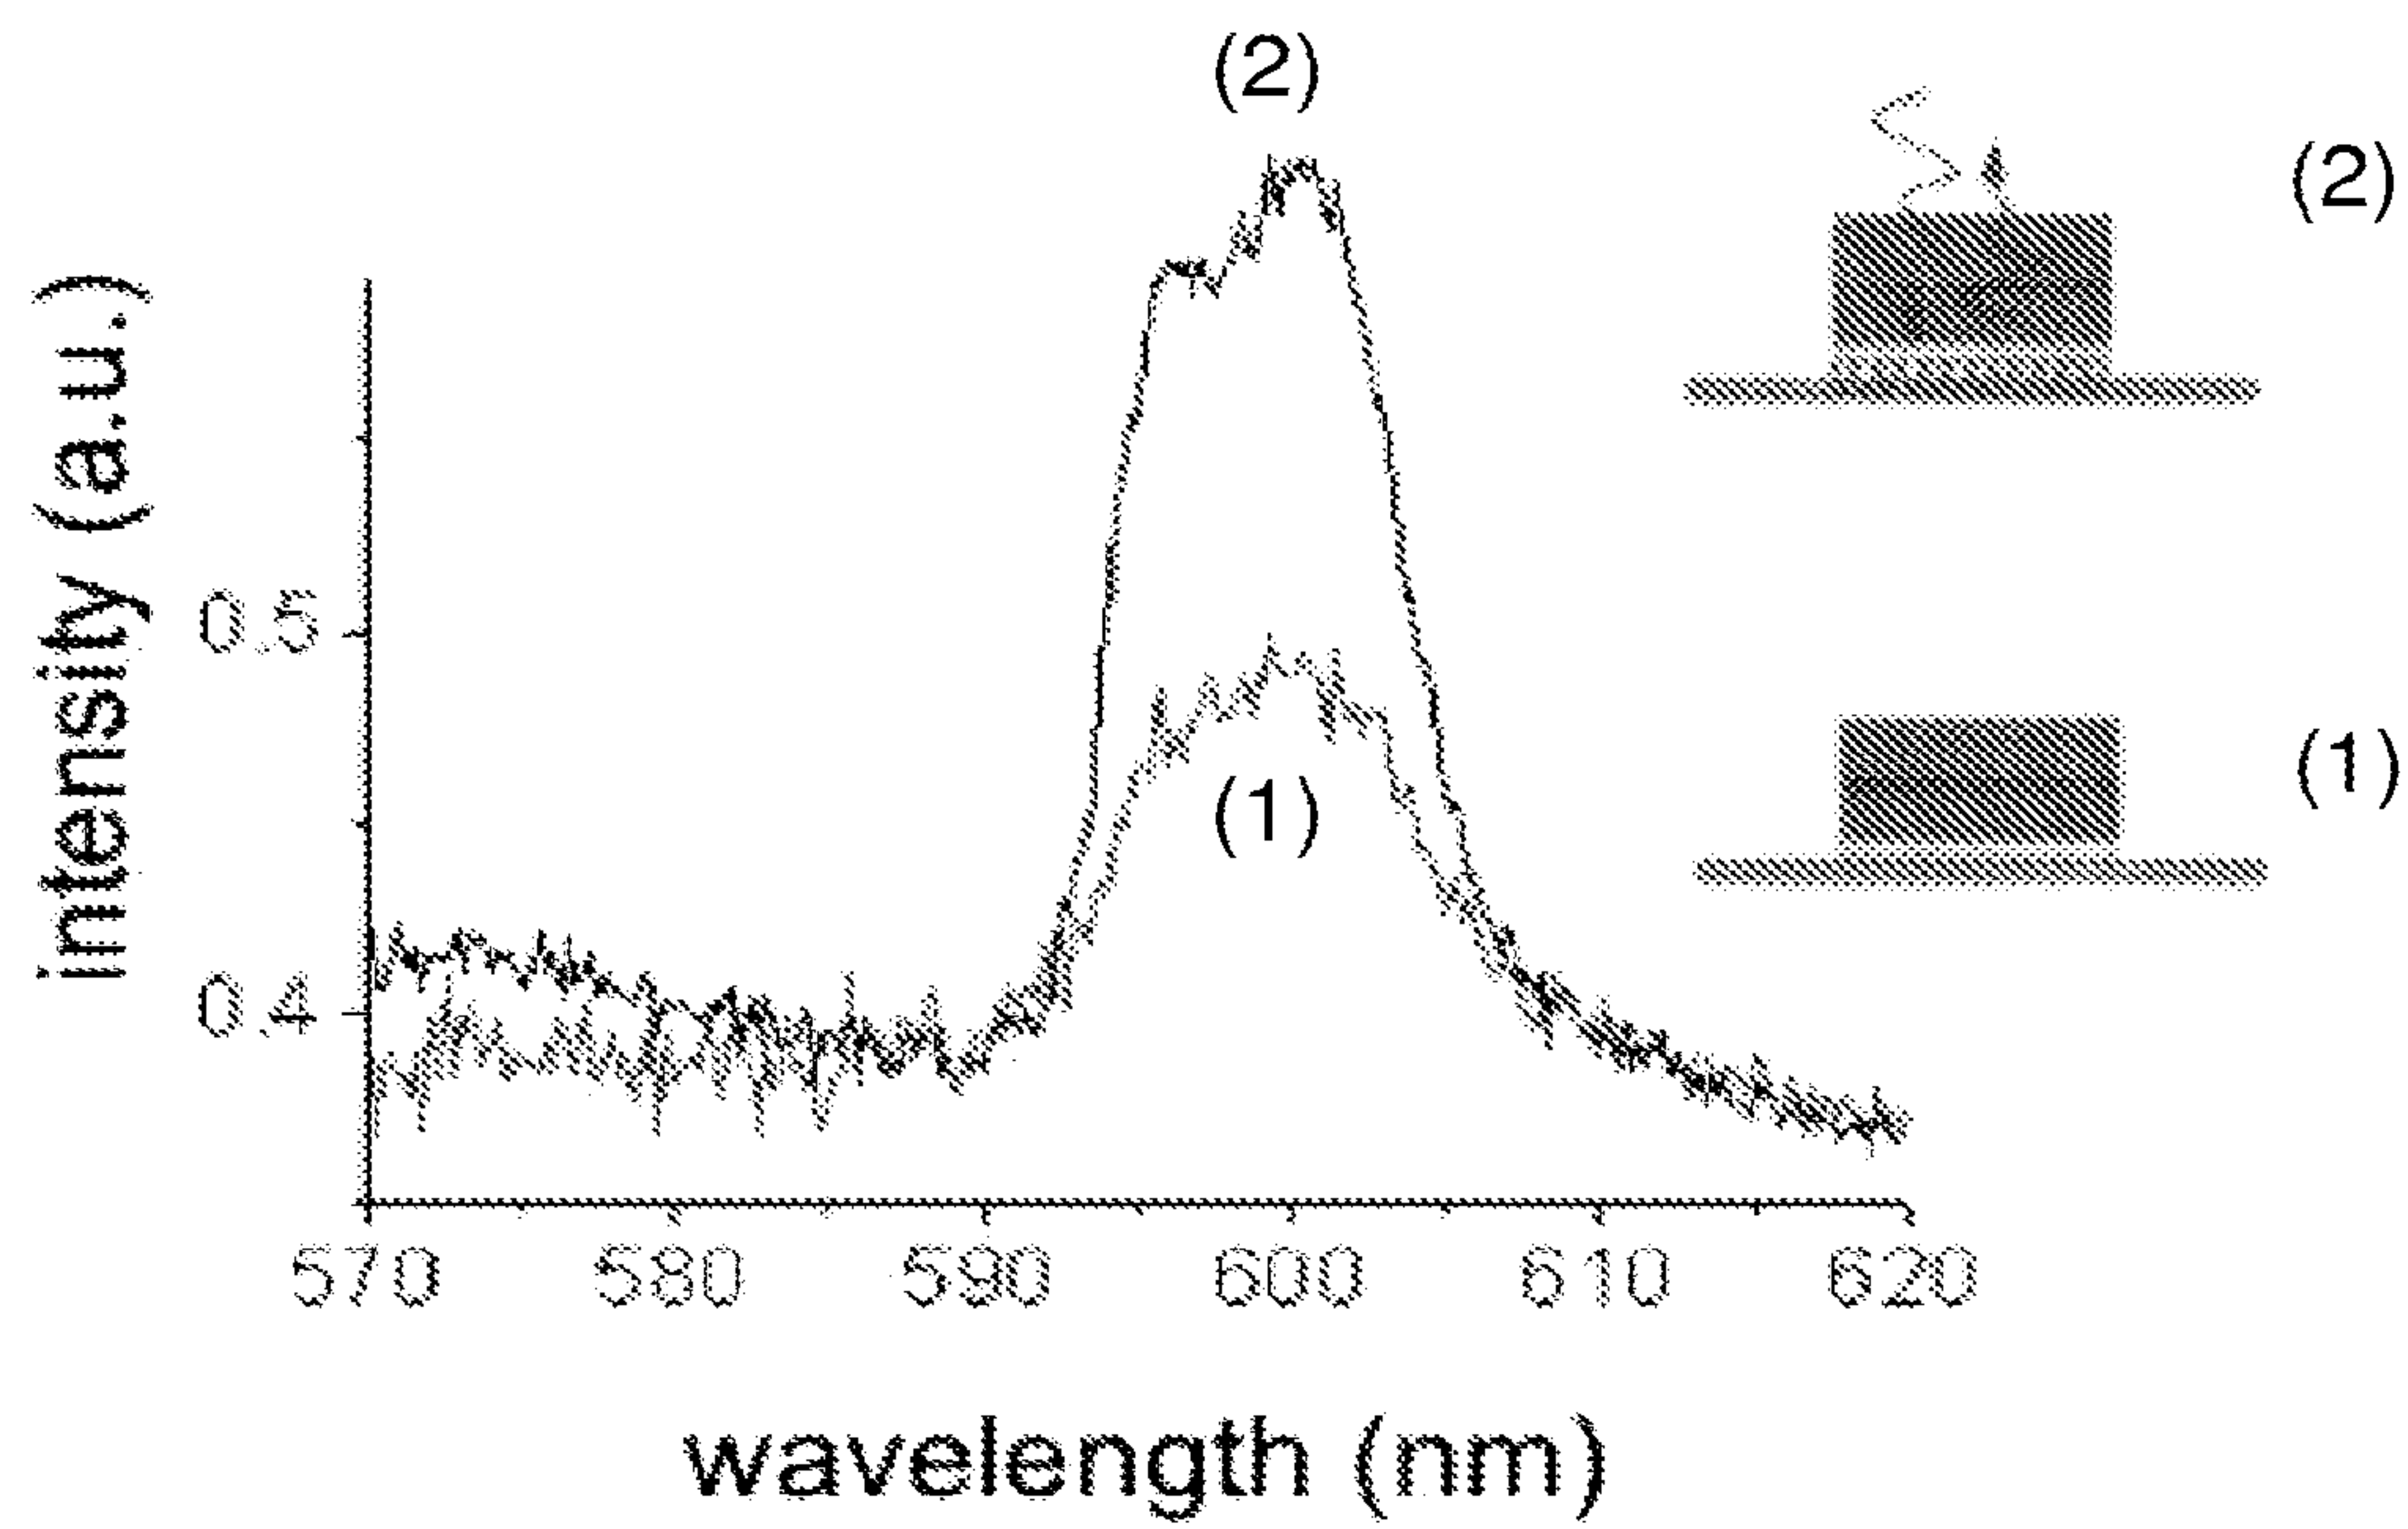 (2)
(2)
intensity (a.u.)
0.5
(1)
(1)
0.4
570 580 590 600 610 620
wavelength (nm)